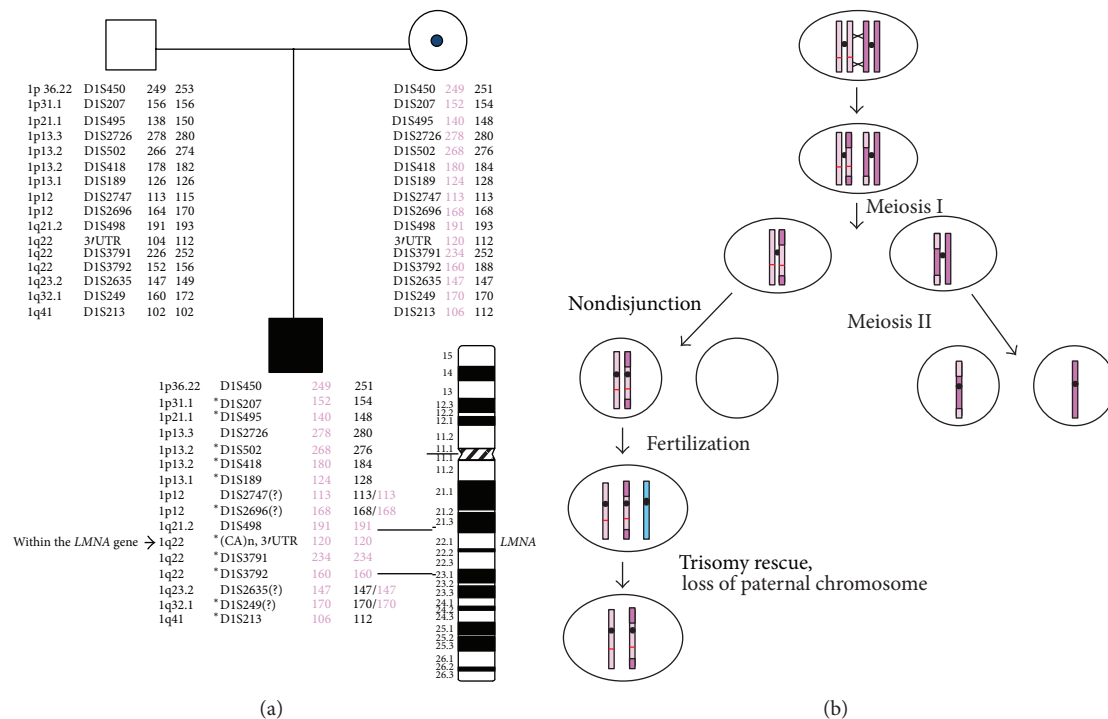 1p 36.22 D1S450 249 253
1p31.1 D1S207 156 156
1p21.1 D1S495 138 150
1p13.3 D1S2726 278 280
1p13.2 D1S502 266 274
1p13.2 D1S418 178 182
1p13.1 D1S189 126 126
1p12 D1S2747 113 115
1p12 D1S2696 164 170
1q21.2 D1S498 191 193
1q22 3′UTR 104 112
1q22 D1S3791 226 252
1q22 D1S3792 152 156
1q23.2 D1S2635 147 149
1q32.1 D1S249 160 172
1q41 D1S213 102 102
D1S450 249 251
D1S207 152 154
D1S495 140 148
D1S2726 278 280
D1S502 268 276
D1S418 180 184
D1S189 124 128
D1S2747 113 113
D1S2696 168 168
D1S498 191 193
3′UTR 120 112
D1S3791 234 252
D1S3792 160 188
D1S2635 147 147
D1S249 170 170
D1S213 106 112
1p36.22 D1S450 249 251
1p31.1 *D1S207 152 154
1p21.1 *D1S495 140 148
1p13.3 D1S2726 278 280
1p13.2 *D1S502 268 276
1p13.2 *D1S418 180 184
1p13.1 *D1S189 124 128
1p12 D1S2747(?) 113 113/113
1p12 *D1S2696(?) 168 168/168
1q21.2 D1S498 191 191
Within the LMNA gene 1q22 *(CA)n, 3′UTR 120 120
1q22 *D1S3791 234 234
1q22 *D1S3792 160 160
1q23.2 D1S2635(?) 147 147/147
1q32.1 *D1S249(?) 170 170/170
1q41 *D1S213 106 112
15
14
13
12.3
12.2
12.1
11.2
11.1
11.1
11.2
21.1
21.2
21.3
22.1
LMNA
22.2
22.3
23.1
23.2
23.3
24.1
24.2
24.3
25.1
25.2
25.3
26.1
26.2
26.3
(a)
Meiosis I
Nondisjunction
Meiosis II
Fertilization
Trisomy rescue,
loss of paternal chromosome
(b)